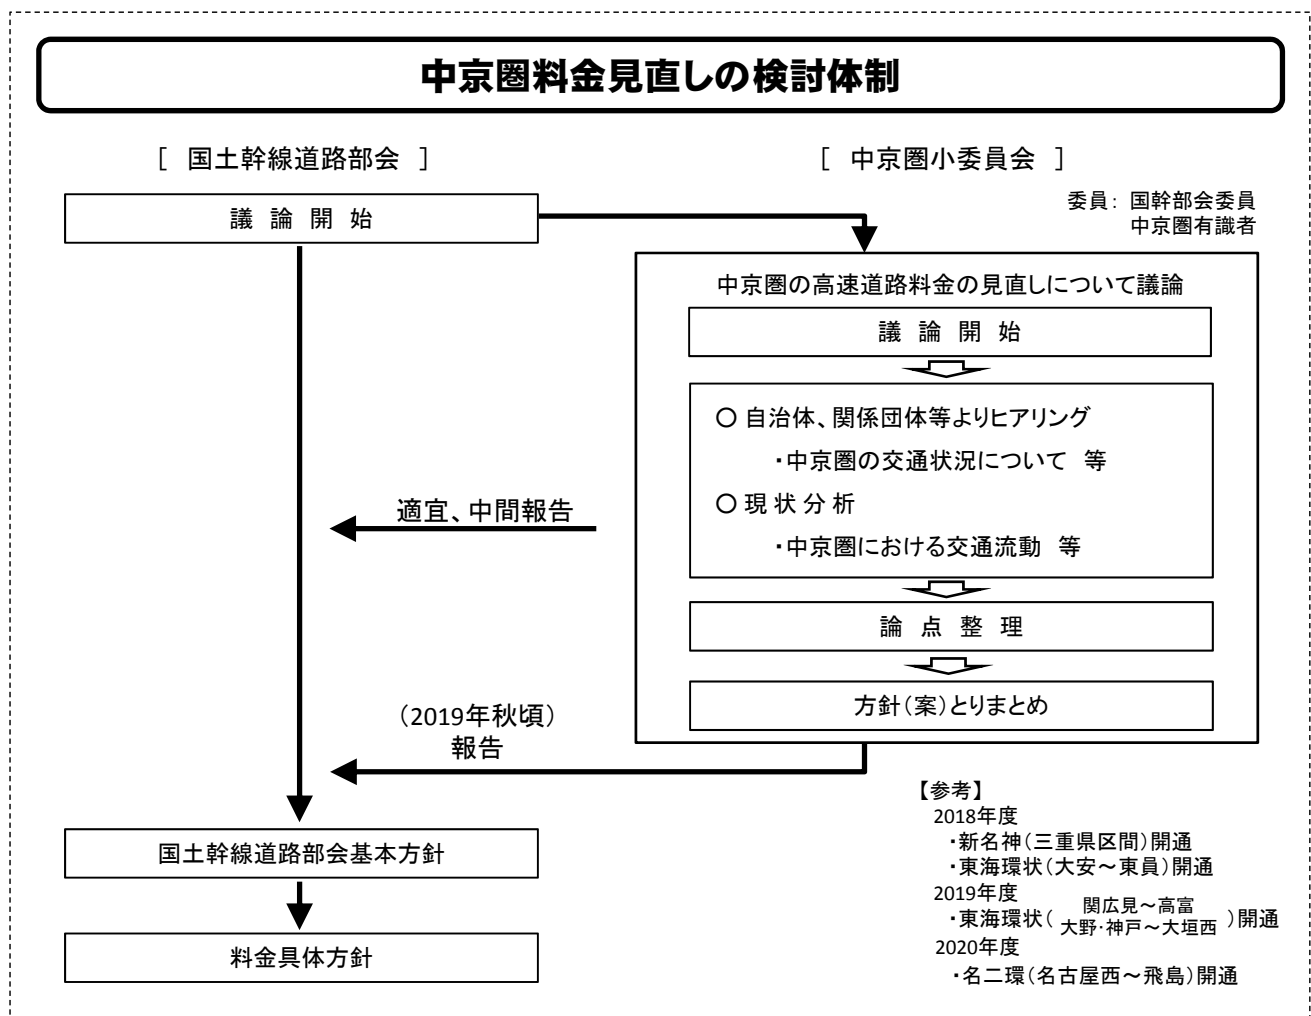 中京圏料金見直しの検討体制
[ 国土幹線道路部会 ]
議論開始
[ 中京圏小委員会 ]
委員: 国幹部会委員
中京圏有識者
中京圏の高速道路料金の見直しについて議論
議論開始
○ 自治体、関係団体等よりヒアリング
・中京圏の交通状況について 等
○ 現状分析
・中京圏における交通流動 等
論点整理
方針(案)とりまとめ
適宜、中間報告
(2019年秋頃)
報告
国土幹線道路部会基本方針
料金具体方針
【参考】
2018年度
・新名神(三重県区間)開通
・東海環状(大安~東員)開通
2019年度
・東海環状( 関広見~高富
大野・神戸~大垣西 )開通
2020年度
・名二環(名古屋西~飛島)開通